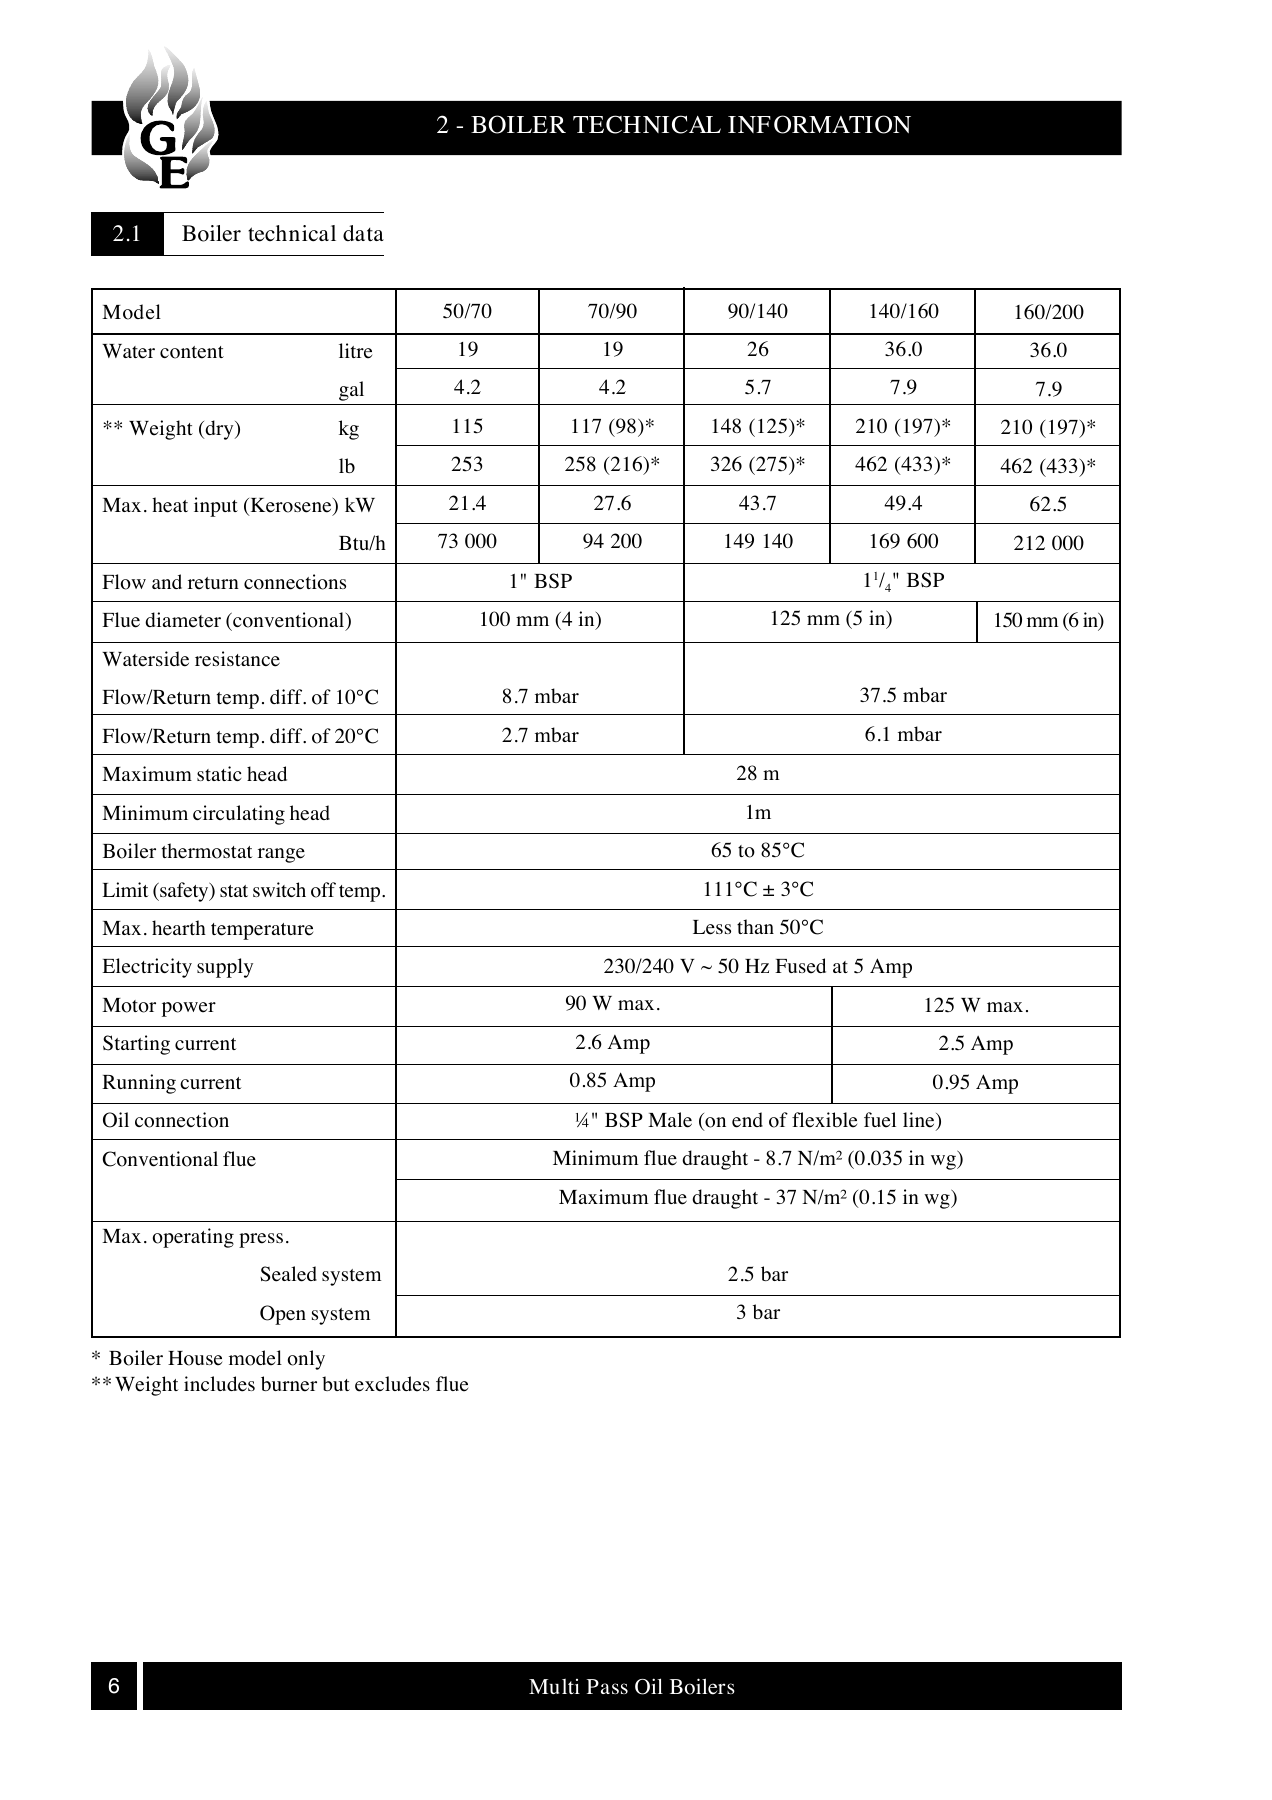 GE
2 - BOILER TECHNICAL INFORMATION
2.1 Boiler technical data
Model 50/70 70/90 90/140 140/160 160/200
Water content litre 19 19 26 36.0 36.0
gal 4.2 4.2 5.7 7.9 7.9
** Weight (dry) kg 115 117 (98)* 148 (125)* 210 (197)* 210 (197)*
lb 253 258 (216)* 326 (275)* 462 (433)* 462 (433)*
Max. heat input (Kerosene) kW 21.4 27.6 43.7 49.4 62.5
Btu/h 73 000 94 200 149 140 169 600 212 000
Flow and return connections 1" BSP 1 1/4" BSP
Flue diameter (conventional) 100 mm (4 in) 125 mm (5 in) 150 mm (6 in)
Waterside resistance
Flow/Return temp. diff. of 10°C 8.7 mbar 37.5 mbar
Flow/Return temp. diff. of 20°C 2.7 mbar 6.1 mbar
Maximum static head 28 m
Minimum circulating head 1m
Boiler thermostat range 65 to 85°C
Limit (safety) stat switch off temp. 111°C ± 3°C
Max. hearth temperature Less than 50°C
Electricity supply 230/240 V ~ 50 Hz Fused at 5 Amp
Motor power 90 W max. 125 W max.
Starting current 2.6 Amp 2.5 Amp
Running current 0.85 Amp 0.95 Amp
Oil connection ¼" BSP Male (on end of flexible fuel line)
Conventional flue Minimum flue draught - 8.7 N/m² (0.035 in wg)
Maximum flue draught - 37 N/m² (0.15 in wg)
Max. operating press.
Sealed system 2.5 bar
Open system 3 bar
* Boiler House model only
** Weight includes burner but excludes flue
6 Multi Pass Oil Boilers